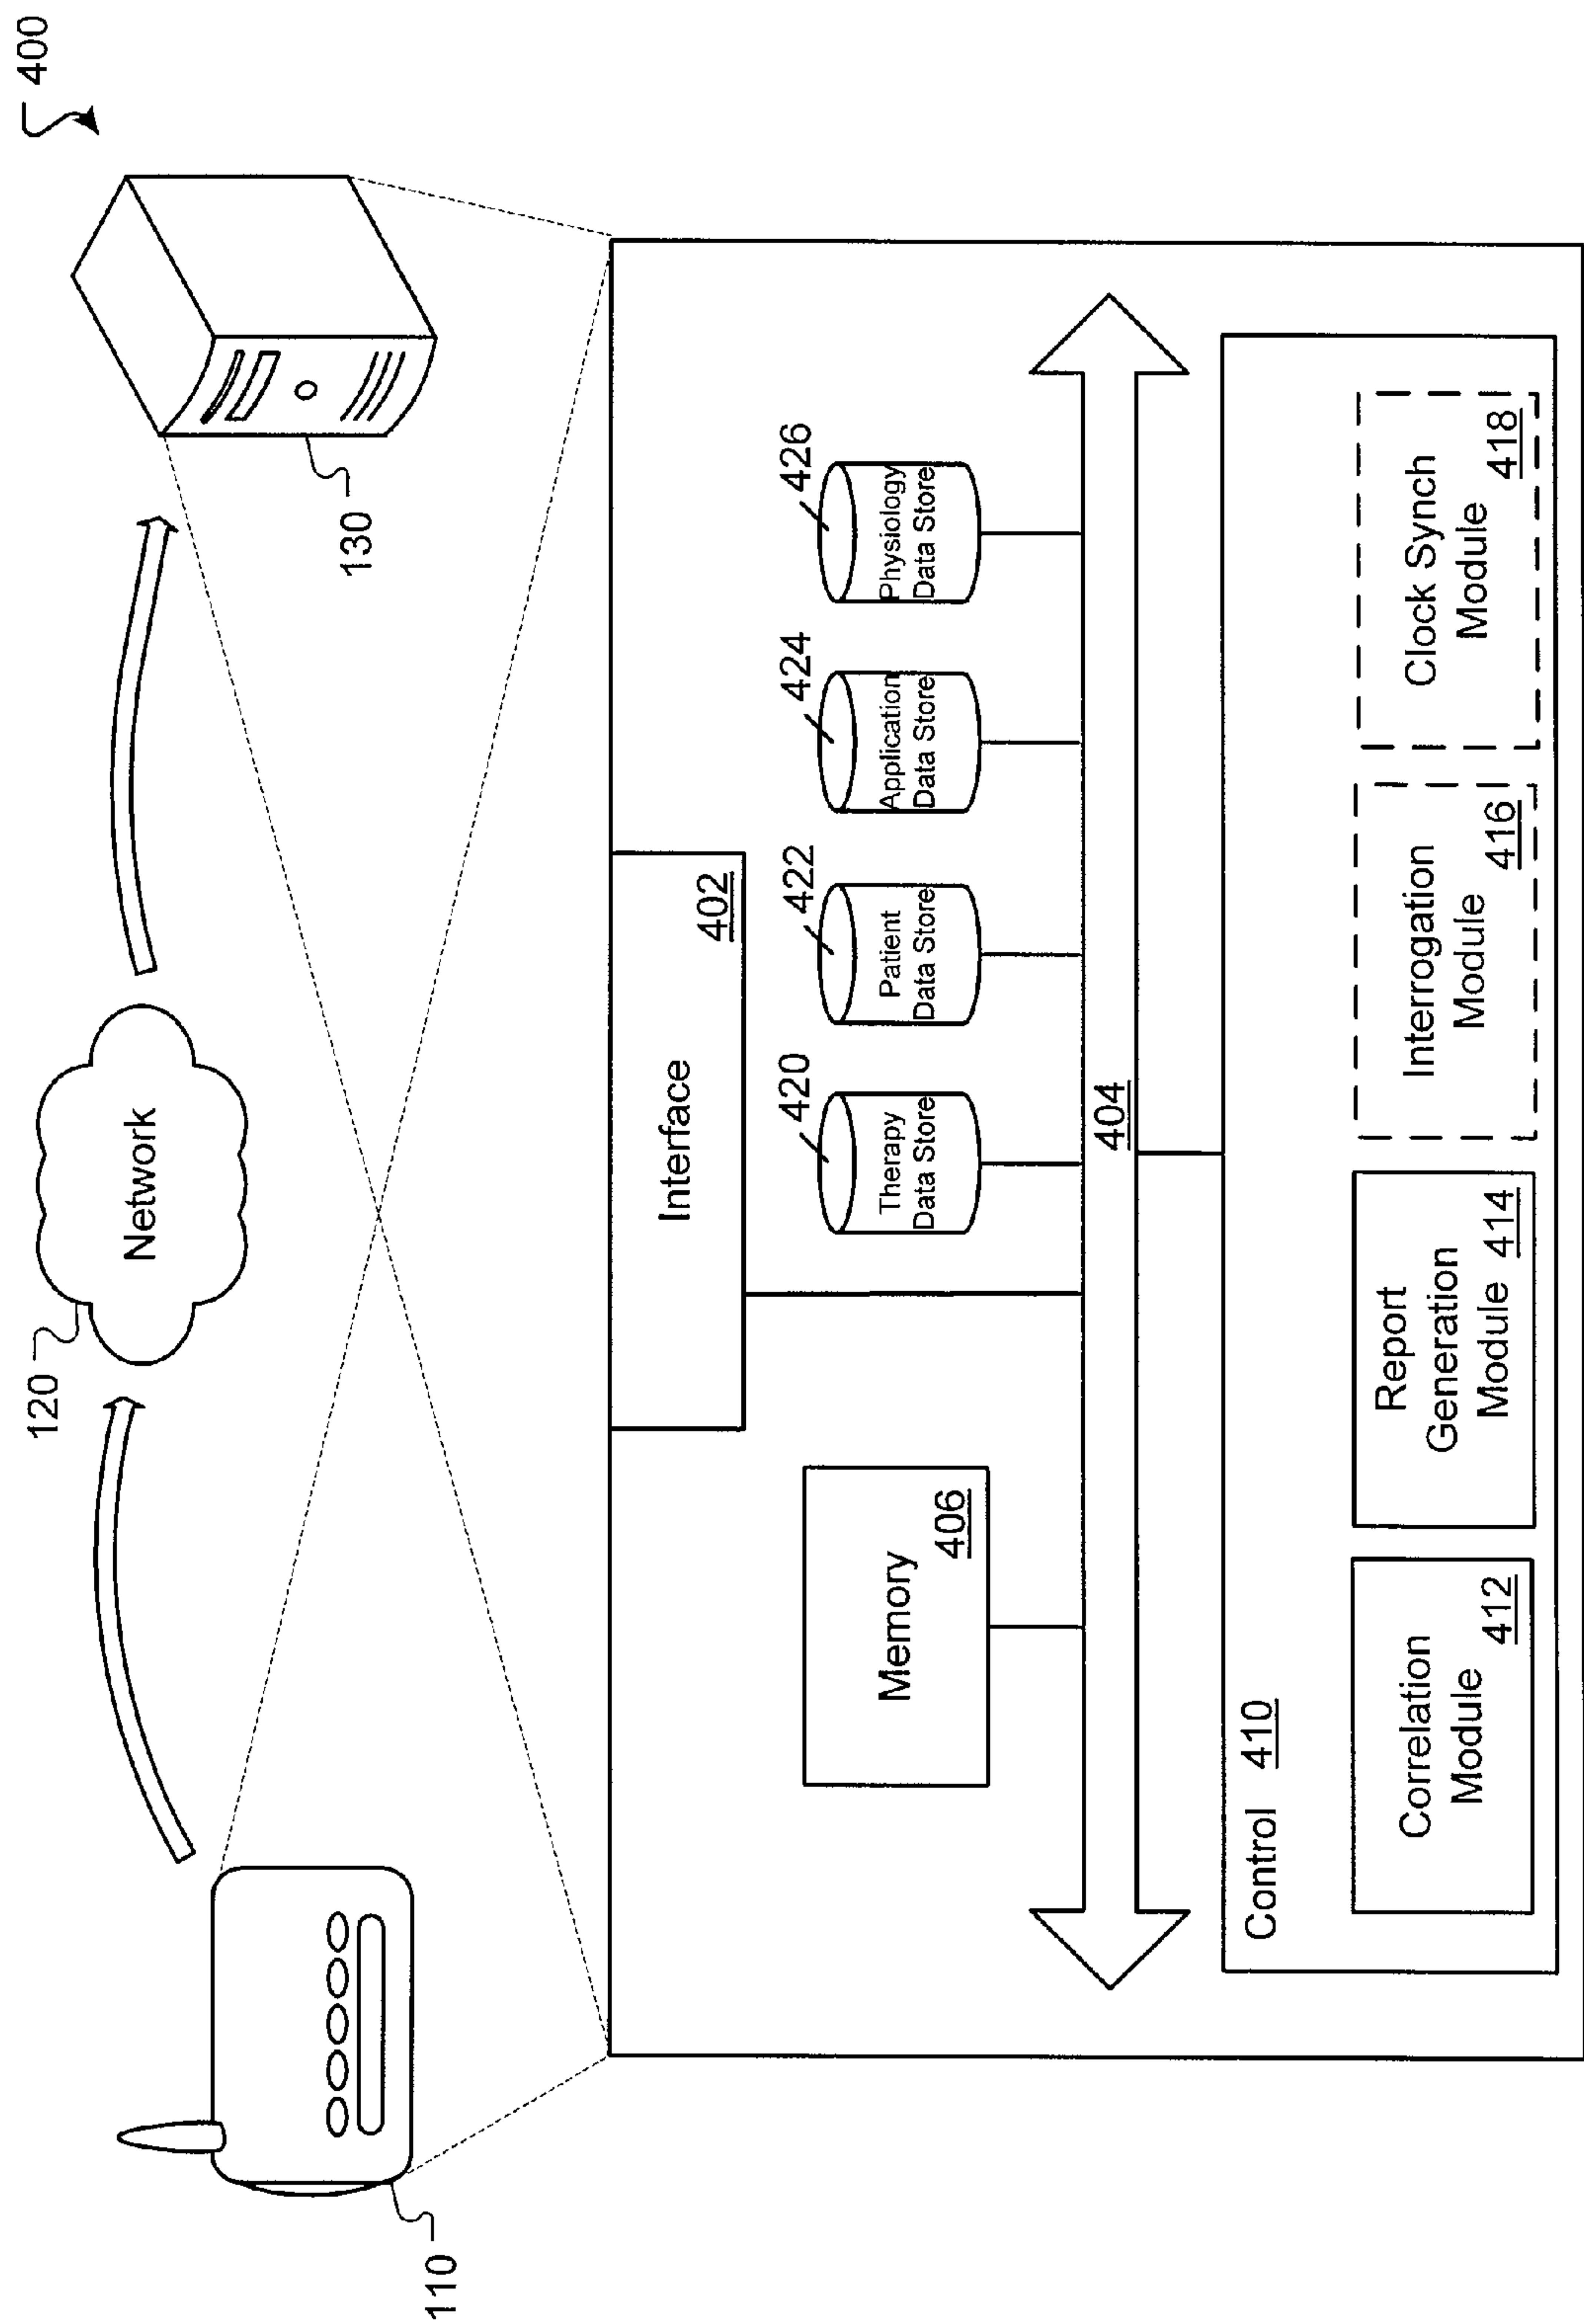 400
120
Network
130
110
Interface
402
Memory
406
420
Therapy
Data Store
422
Patient
Data Store
424
Application
Data Store
426
Physiology
Data Store
404
Control 410
Correlation
Module
412
Report
Generation
Module 414
Interrogation
Module
416
Clock Synch
Module
418